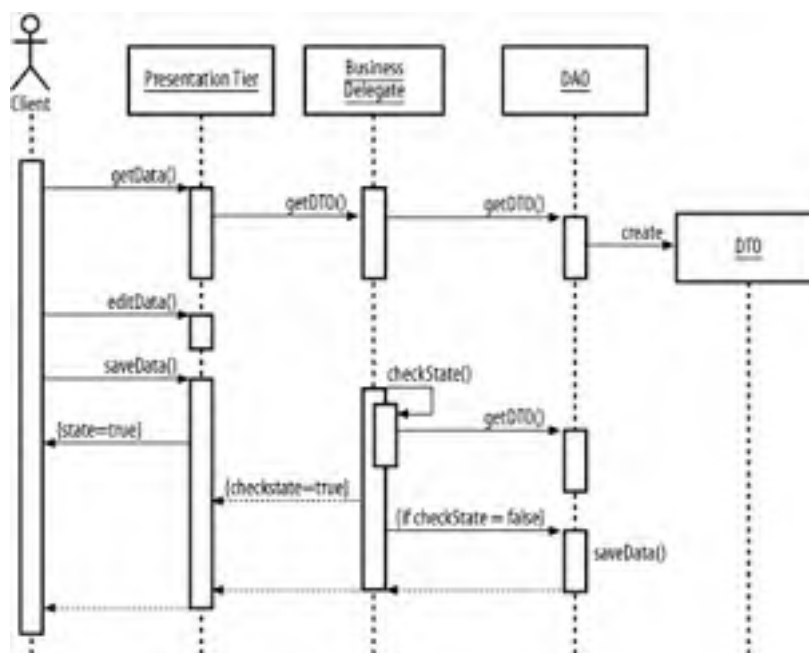 Client
Presentation Tier
Business
Delegate
DAO
getData()
getDTO()
getDTO()
create
DTO
editData()
saveData()
checkState()
getDTO()
{state=true}
{checkstate=true}
{if checkState = false}
saveData()